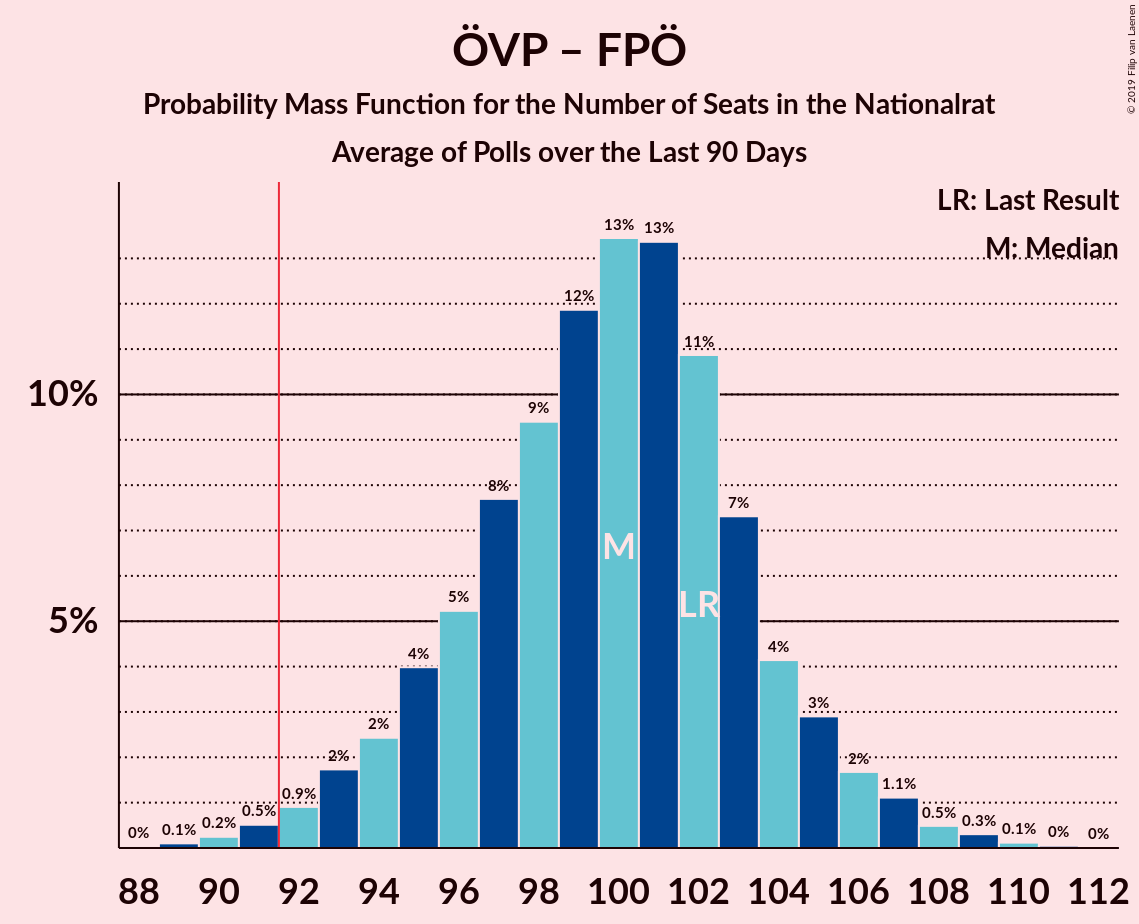 ÖVP – FPÖ
Probability Mass Function for the Number of Seats in the Nationalrat
Average of Polls over the Last 90 Days
© 2019 Filip van Laenen
LR: Last Result
M: Median
10%
5%
0% 0.1% 0.2% 0.5% 0.9% 2% 2% 4% 5% 8% 9% 12% 13% 13% 11% 7% 4% 3% 2% 1.1% 0.5% 0.3% 0.1% 0% 0%
M
LR
88 90 92 94 96 98 100 102 104 106 108 110 112